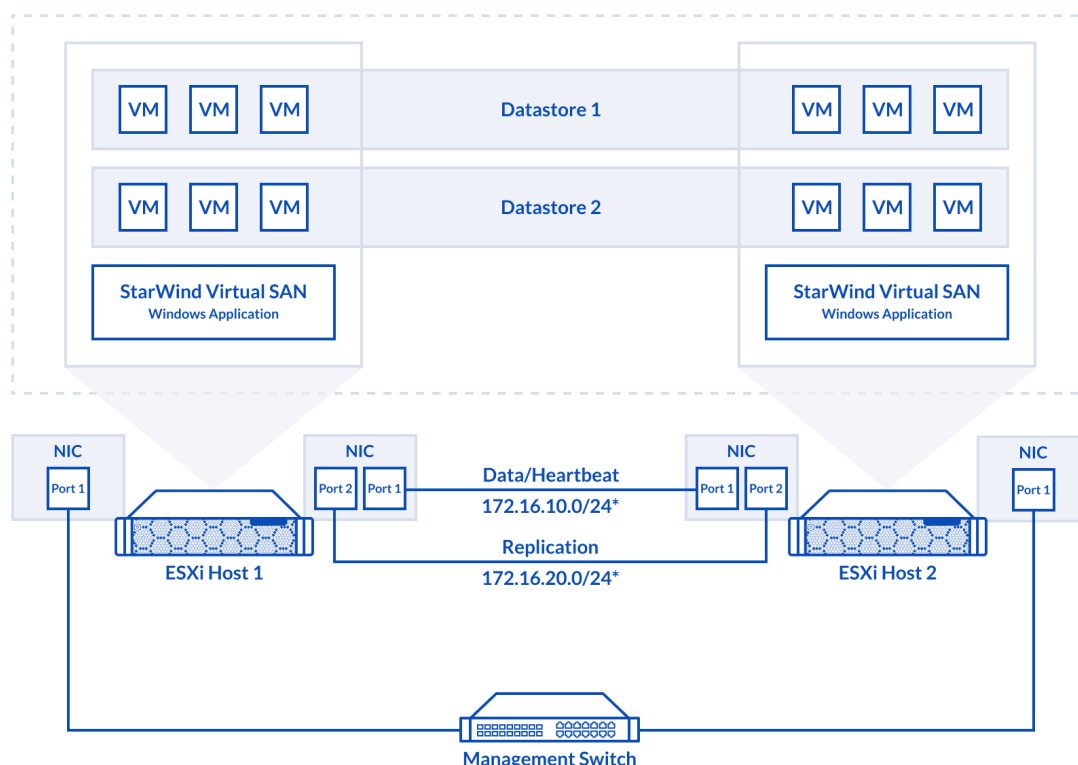 VM VM VM Datastore 1 VM VM VM
VM VM VM Datastore 2 VM VM VM
StarWind Virtual SAN
Windows Application
StarWind Virtual SAN
Windows Application
NIC
Port 1
NIC
Port 2 Port 1
Data/Heartbeat
172.16.10.0/24*
Replication
172.16.20.0/24*
NIC
Port 1 Port 2
NIC
Port 1
ESXi Host 1
ESXi Host 2
Management Switch